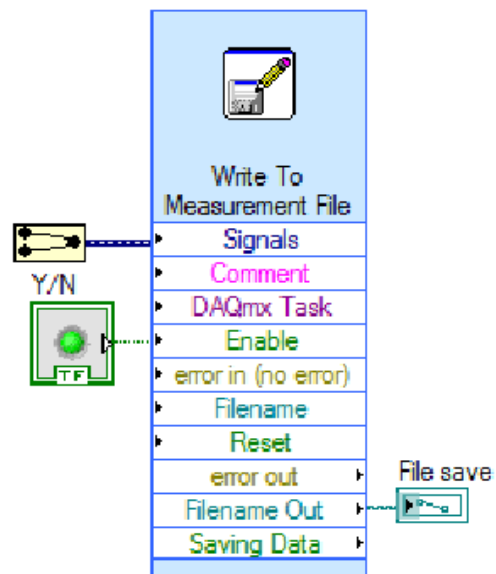 Write To
Measurement File
Signals
Y/N
Comment
DAQmx Task
TF
Enable
error in (no error)
Filename
Reset
error out
File save
Filename Out
Saving Data